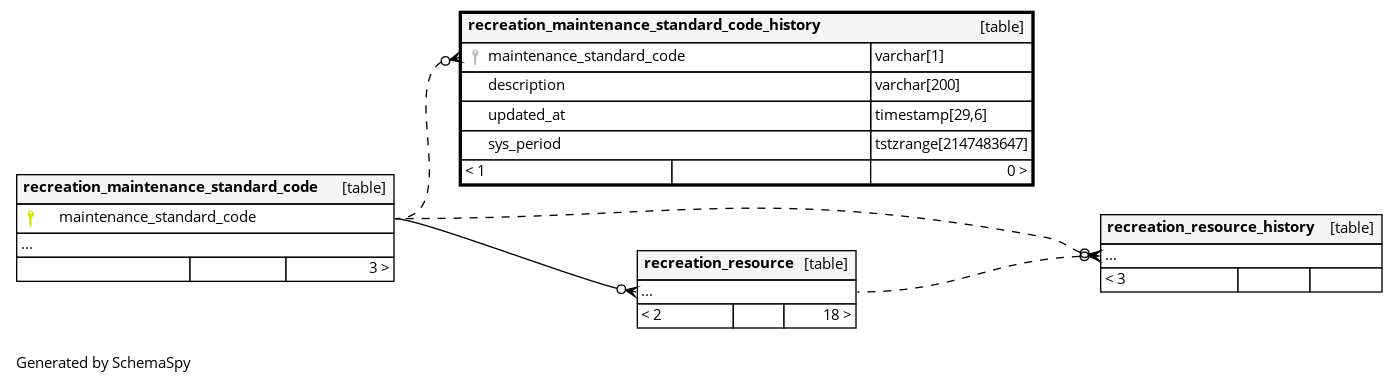 recreation_maintenance_standard_code_history [table]
maintenance_standard_code varchar[1]
description varchar[200]
updated_at timestamp[29,6]
sys_period tstzrange[2147483647]
< 1 0 >
recreation_maintenance_standard_code [table]
maintenance_standard_code
...
3 >
recreation_resource [table]
...
< 2 18 >
recreation_resource_history [table]
...
< 3
Generated by SchemaSpy